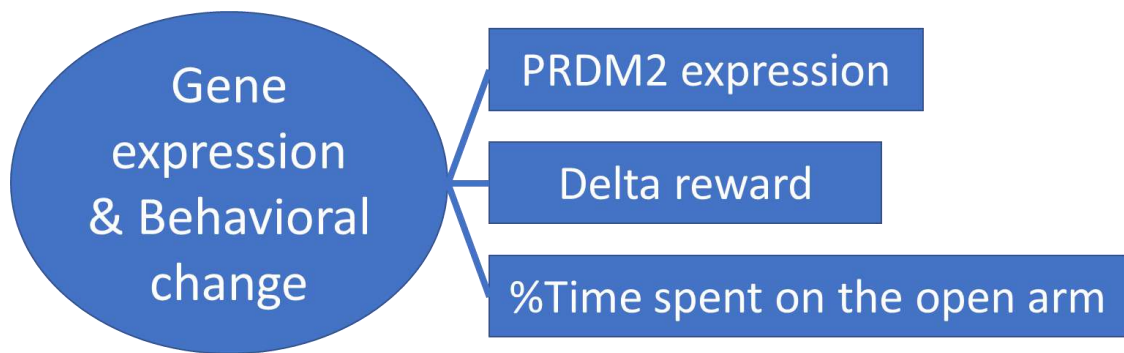 Gene
expression
& Behavioral
change
PRDM2 expression
Delta reward
%Time spent on the open arm